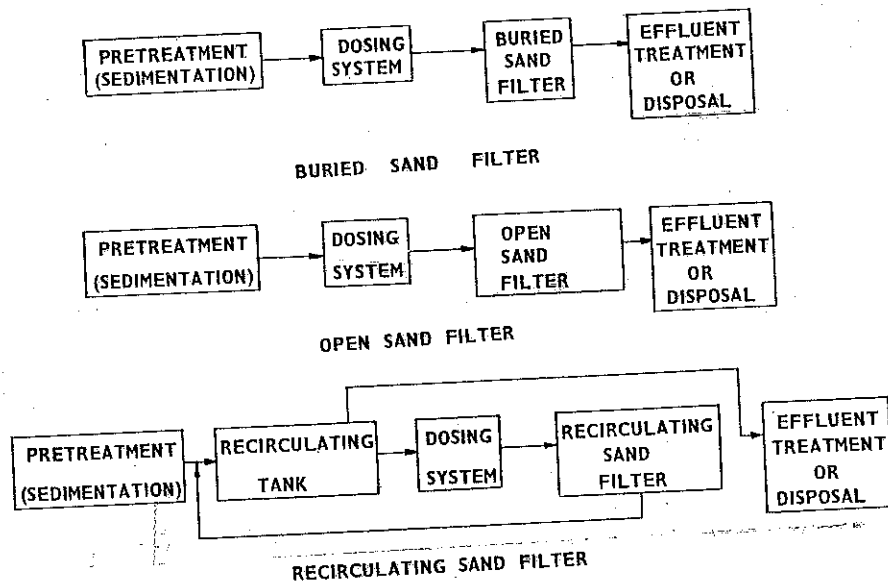 PRETREATMENT
(SEDIMENTATION)
DOSING
SYSTEM
BURIED
SAND
FILTER
EFFLUENT
TREATMENT
OR
DISPOSAL
BURIED SAND FILTER
PRETREATMENT
(SEDIMENTATION)
DOSING
SYSTEM
OPEN
SAND
FILTER
EFFLUENT
TREATMENT
OR
DISPOSAL
OPEN SAND FILTER
PRETREATMENT
(SEDIMENTATION)
RECIRCULATING
TANK
DOSING
SYSTEM
RECIRCULATING
SAND
FILTER
EFFLUENT
TREATMENT
OR
DISPOSAL
RECIRCULATING SAND FILTER